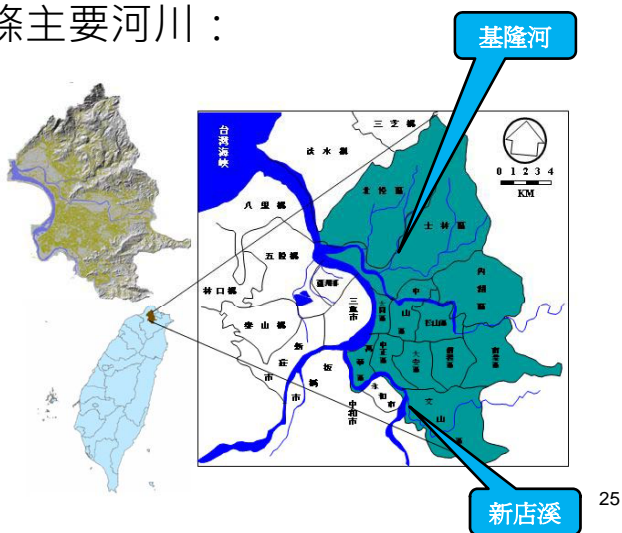 條主要河川：
基隆河
三芝鄉
台灣海峽
淡水鎮
0 1 2 3 4
KM
北投區
士林區
八里鄉
內湖區
五股鄉
蘆洲鄉
林口鄉
三重市
中
山
區
大同區
松山區
泰山鄉
新
莊
市
板
橋
市
萬
華
區
中正區
大安區
信義區
南港區
永和市
中和市
文
山
區
新店溪
25